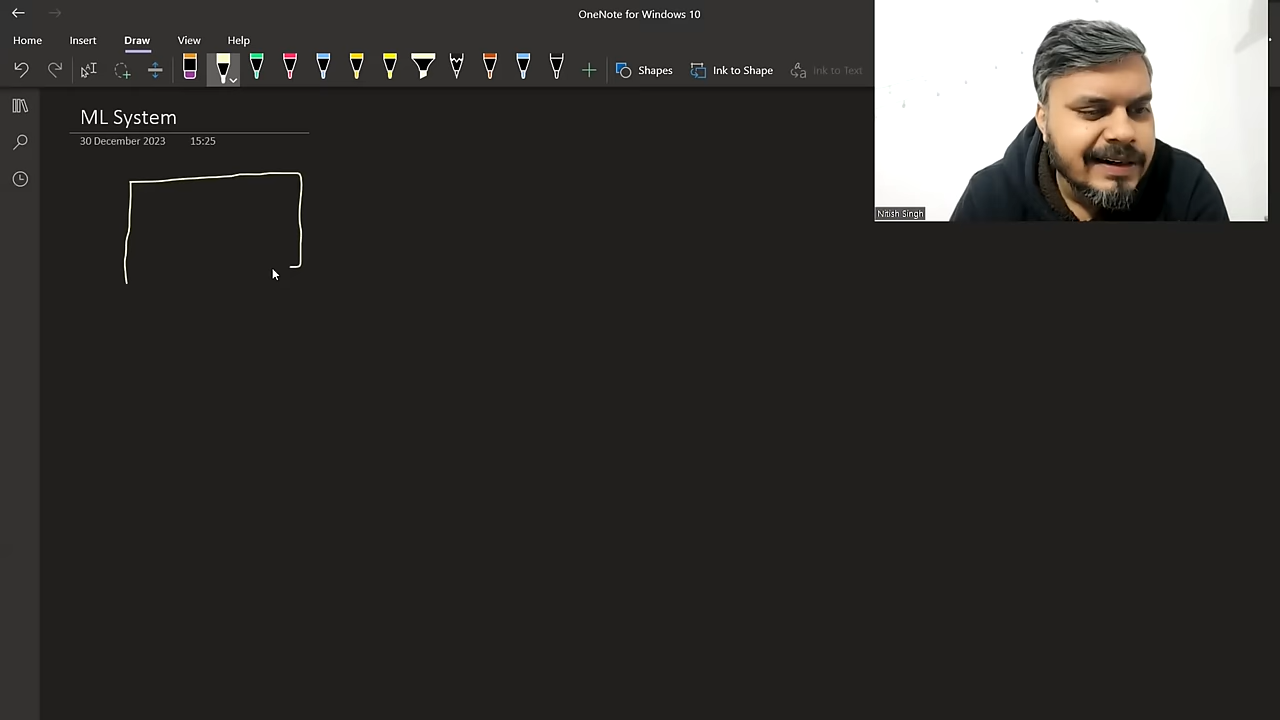 OneNote for Windows 10
Home Insert Draw View Help
Shapes Ink to Shape Ink to Text
ML System
30 December 2023 15:25
Nitish Singh